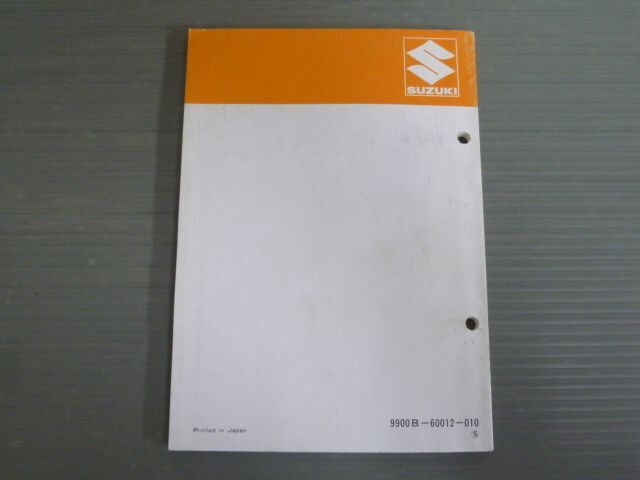 SUZUKI
Printed in Japan
9900B-60012-010
(S)